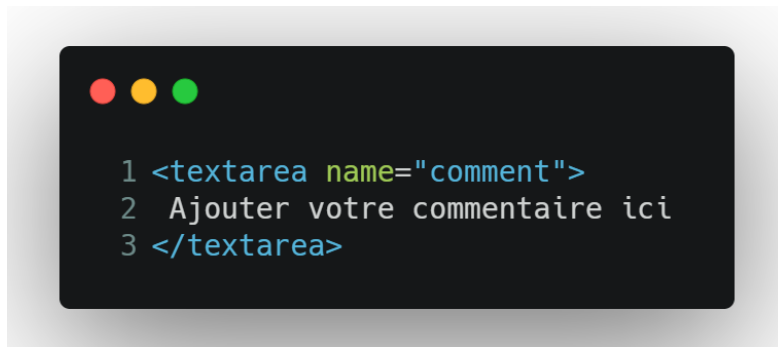 1 <textarea name="comment">
2  Ajouter votre commentaire ici
3 </textarea>